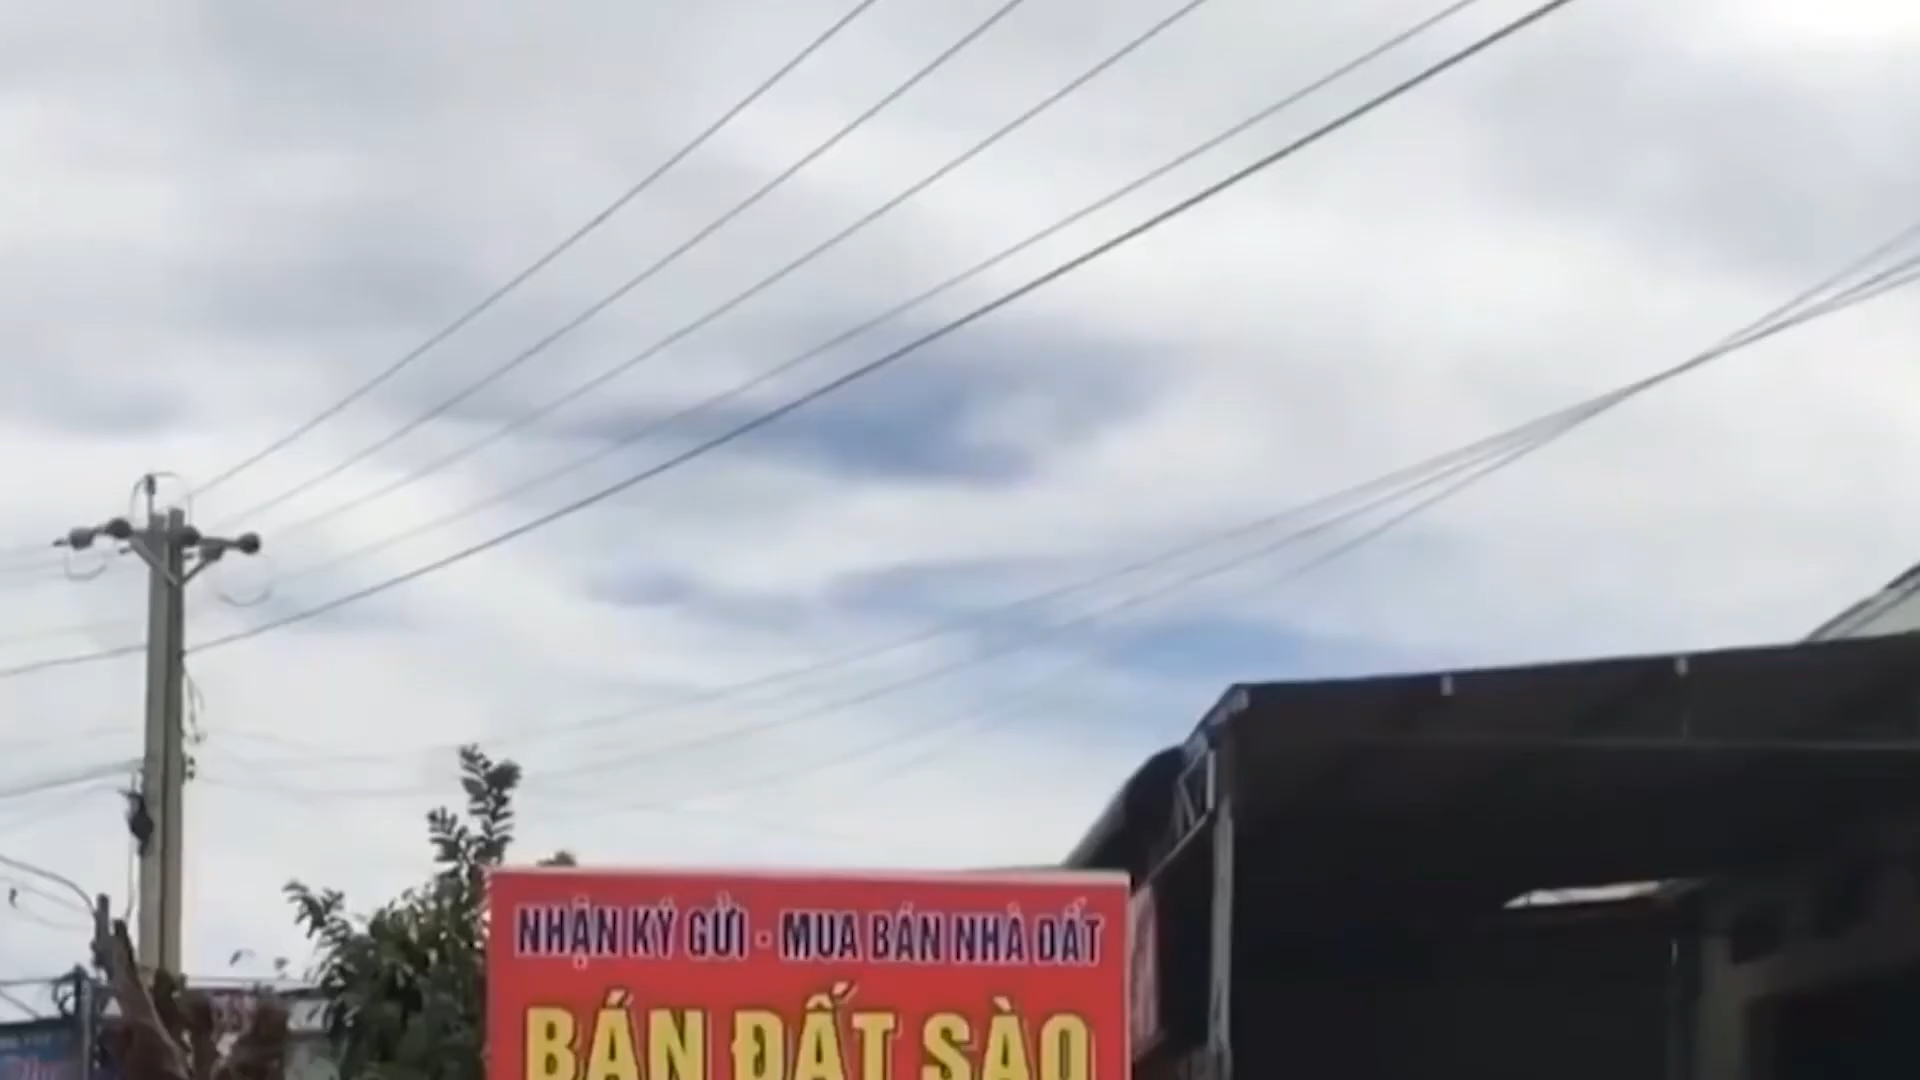 NHẬN KÝ GỬI - MUA BÁN NHÀ ĐẤT
BÁN ĐẤT SÀO